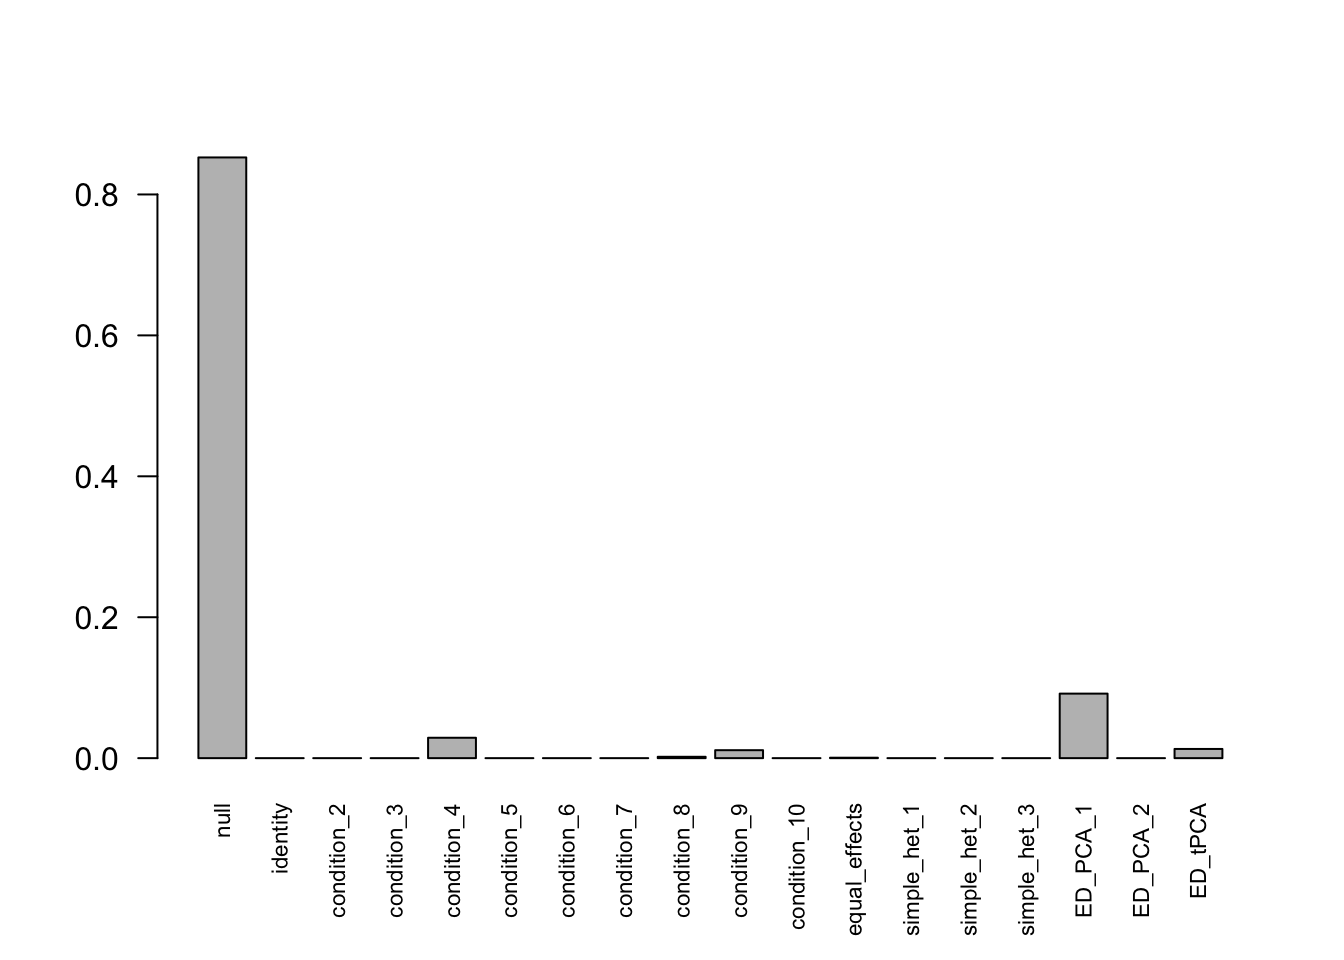 0.8
0.6
0.4
0.2
0.0
null
identity
condition_2
condition_3
condition_4
condition_5
condition_6
condition_7
condition_8
condition_9
condition_10
equal_effects
simple_het_1
simple_het_2
simple_het_3
ED_PCA_1
ED_PCA_2
ED_tPCA